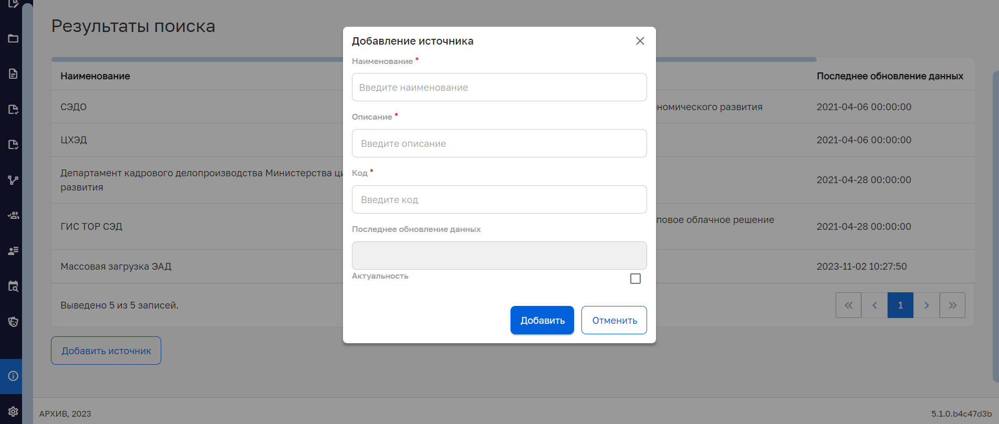 Результаты поиска
Добавление источника
Наименование *
Введите наименование
Описание *
Введите описание
Код *
Введите код
Последнее обновление данных
Актуальность
Добавить
Отменить
Наименование
Последнее обновление данных
СЭДО
номического развития
2021-04-06 00:00:00
ЦХЭД
2021-04-06 00:00:00
Департамент кадрового делопроизводства Министерства ци
развития
2021-04-28 00:00:00
ГИС ТОР СЭД
повое облачное решение
2021-04-28 00:00:00
Массовая загрузка ЭАД
2023-11-02 10:27:50
Выведено 5 из 5 записей.
1
Добавить источник
АРХИВ, 2023
5.1.0.b4c47d3b